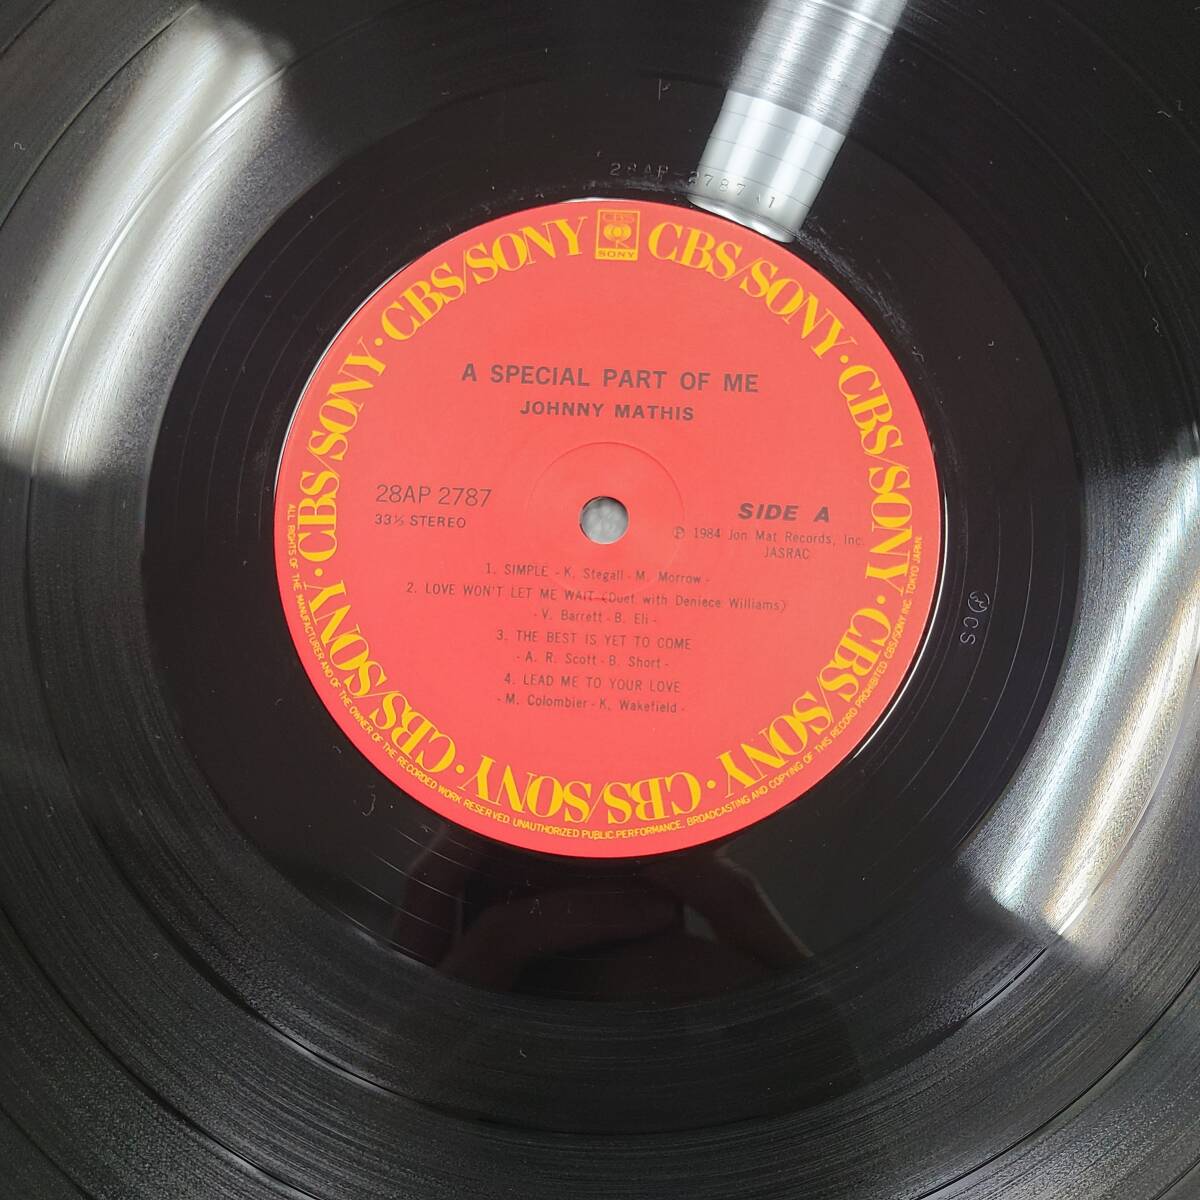 28AP-2787A1
CBS
SONY
CBS/SONY · CBS/SONY · CBS/SONY · CBS/SONY · CBS/SONY · CBS/SONY · CBS/SONY · CBS/SONY
A SPECIAL PART OF ME
JOHNNY MATHIS
28AP 2787
33⅓ STEREO
SIDE A
Ⓟ 1984 Jon Mat Records, Inc.
JASRAC
1. SIMPLE - K. Stegall - M. Morrow -
2. LOVE WON'T LET ME WAIT (Duet with Deniece Williams)
- V. Barrett - B. Eli -
3. THE BEST IS YET TO COME
- A. R. Scott - B. Short -
4. LEAD ME TO YOUR LOVE
- M. Colombier - K. Wakefield -
ALL RIGHTS OF THE MANUFACTURER AND OF THE OWNER OF THE RECORDED WORK RESERVED. UNAUTHORIZED PUBLIC PERFORMANCE, BROADCASTING AND COPYING OF THIS RECORD PROHIBITED. CBS/SONY INC. TOKYO JAPAN.
CS